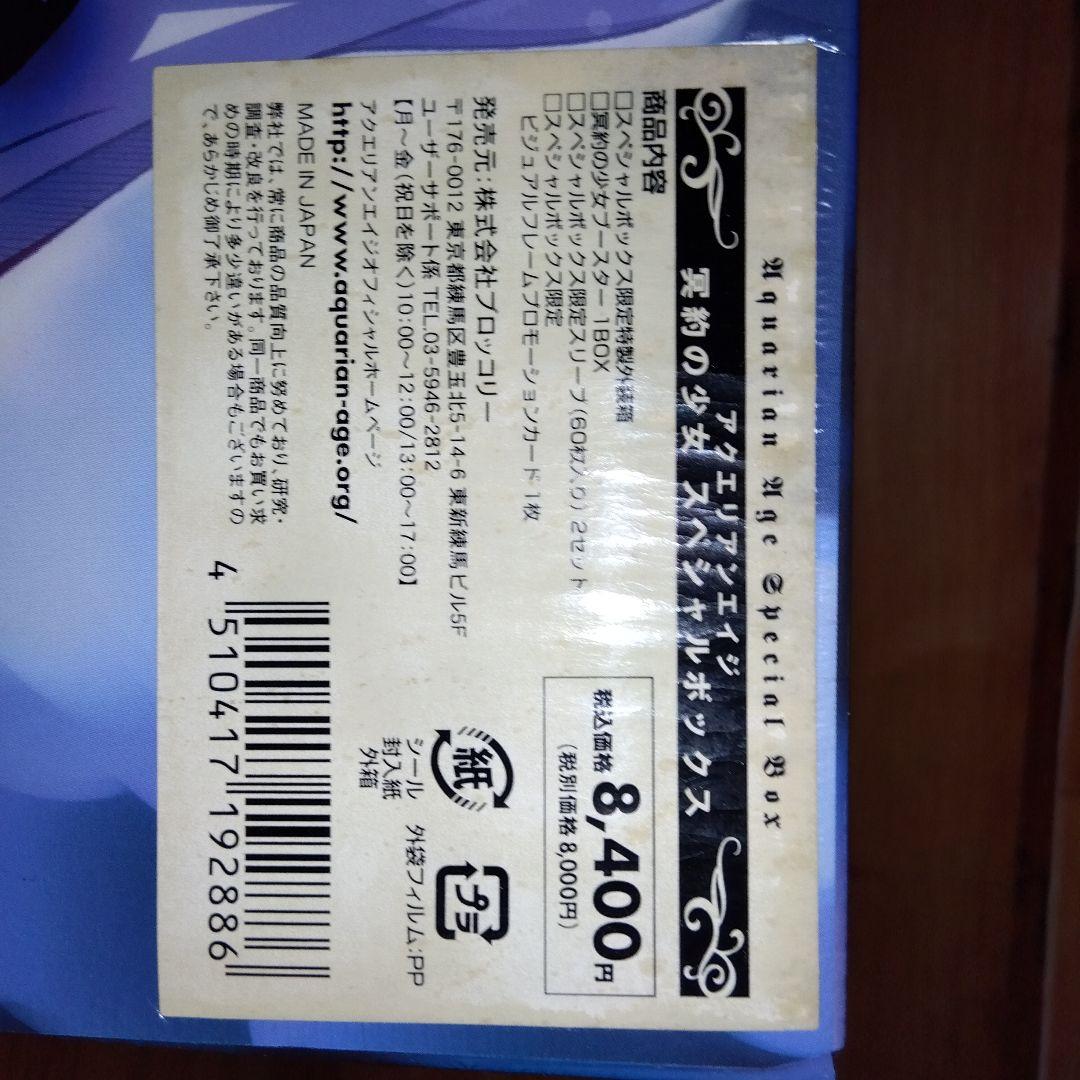 Aquarian Age Special Box
アクエリアンエイジ
冥約の少女 スペシャルボックス
商品内容
□スペシャルボックス限定特製外装箱
□冥約の少女ブースター 1BOX
□スペシャルボックス限定スリーブ(60枚入り) 2セット
□スペシャルボックス限定
ビジュアルフレームプロモーションカード 1枚
税込価格 8,400円
(税別価格 8,000円)
発売元:株式会社ブロッコリー
〒176-0012 東京都練馬区豊玉北5-14-6 東新練馬ビル5F
ユーザーサポート係 TEL.03-5946-2812
【月~金(祝日を除く)10:00~12:00/13:00~17:00】
アクエリアンエイジオフィシャルホームページ
http://www.aquarian-age.org/
MADE IN JAPAN
弊社では、常に商品の品質向上に努めており、研究・
調査・改良を行っております。同一商品でもお買い求
めの時期により多少違いがある場合もございますの
で、あらかじめ御了承下さい。
紙
シール
封入紙
外箱
プラ
外袋フィルム:PP
4 510417 192886